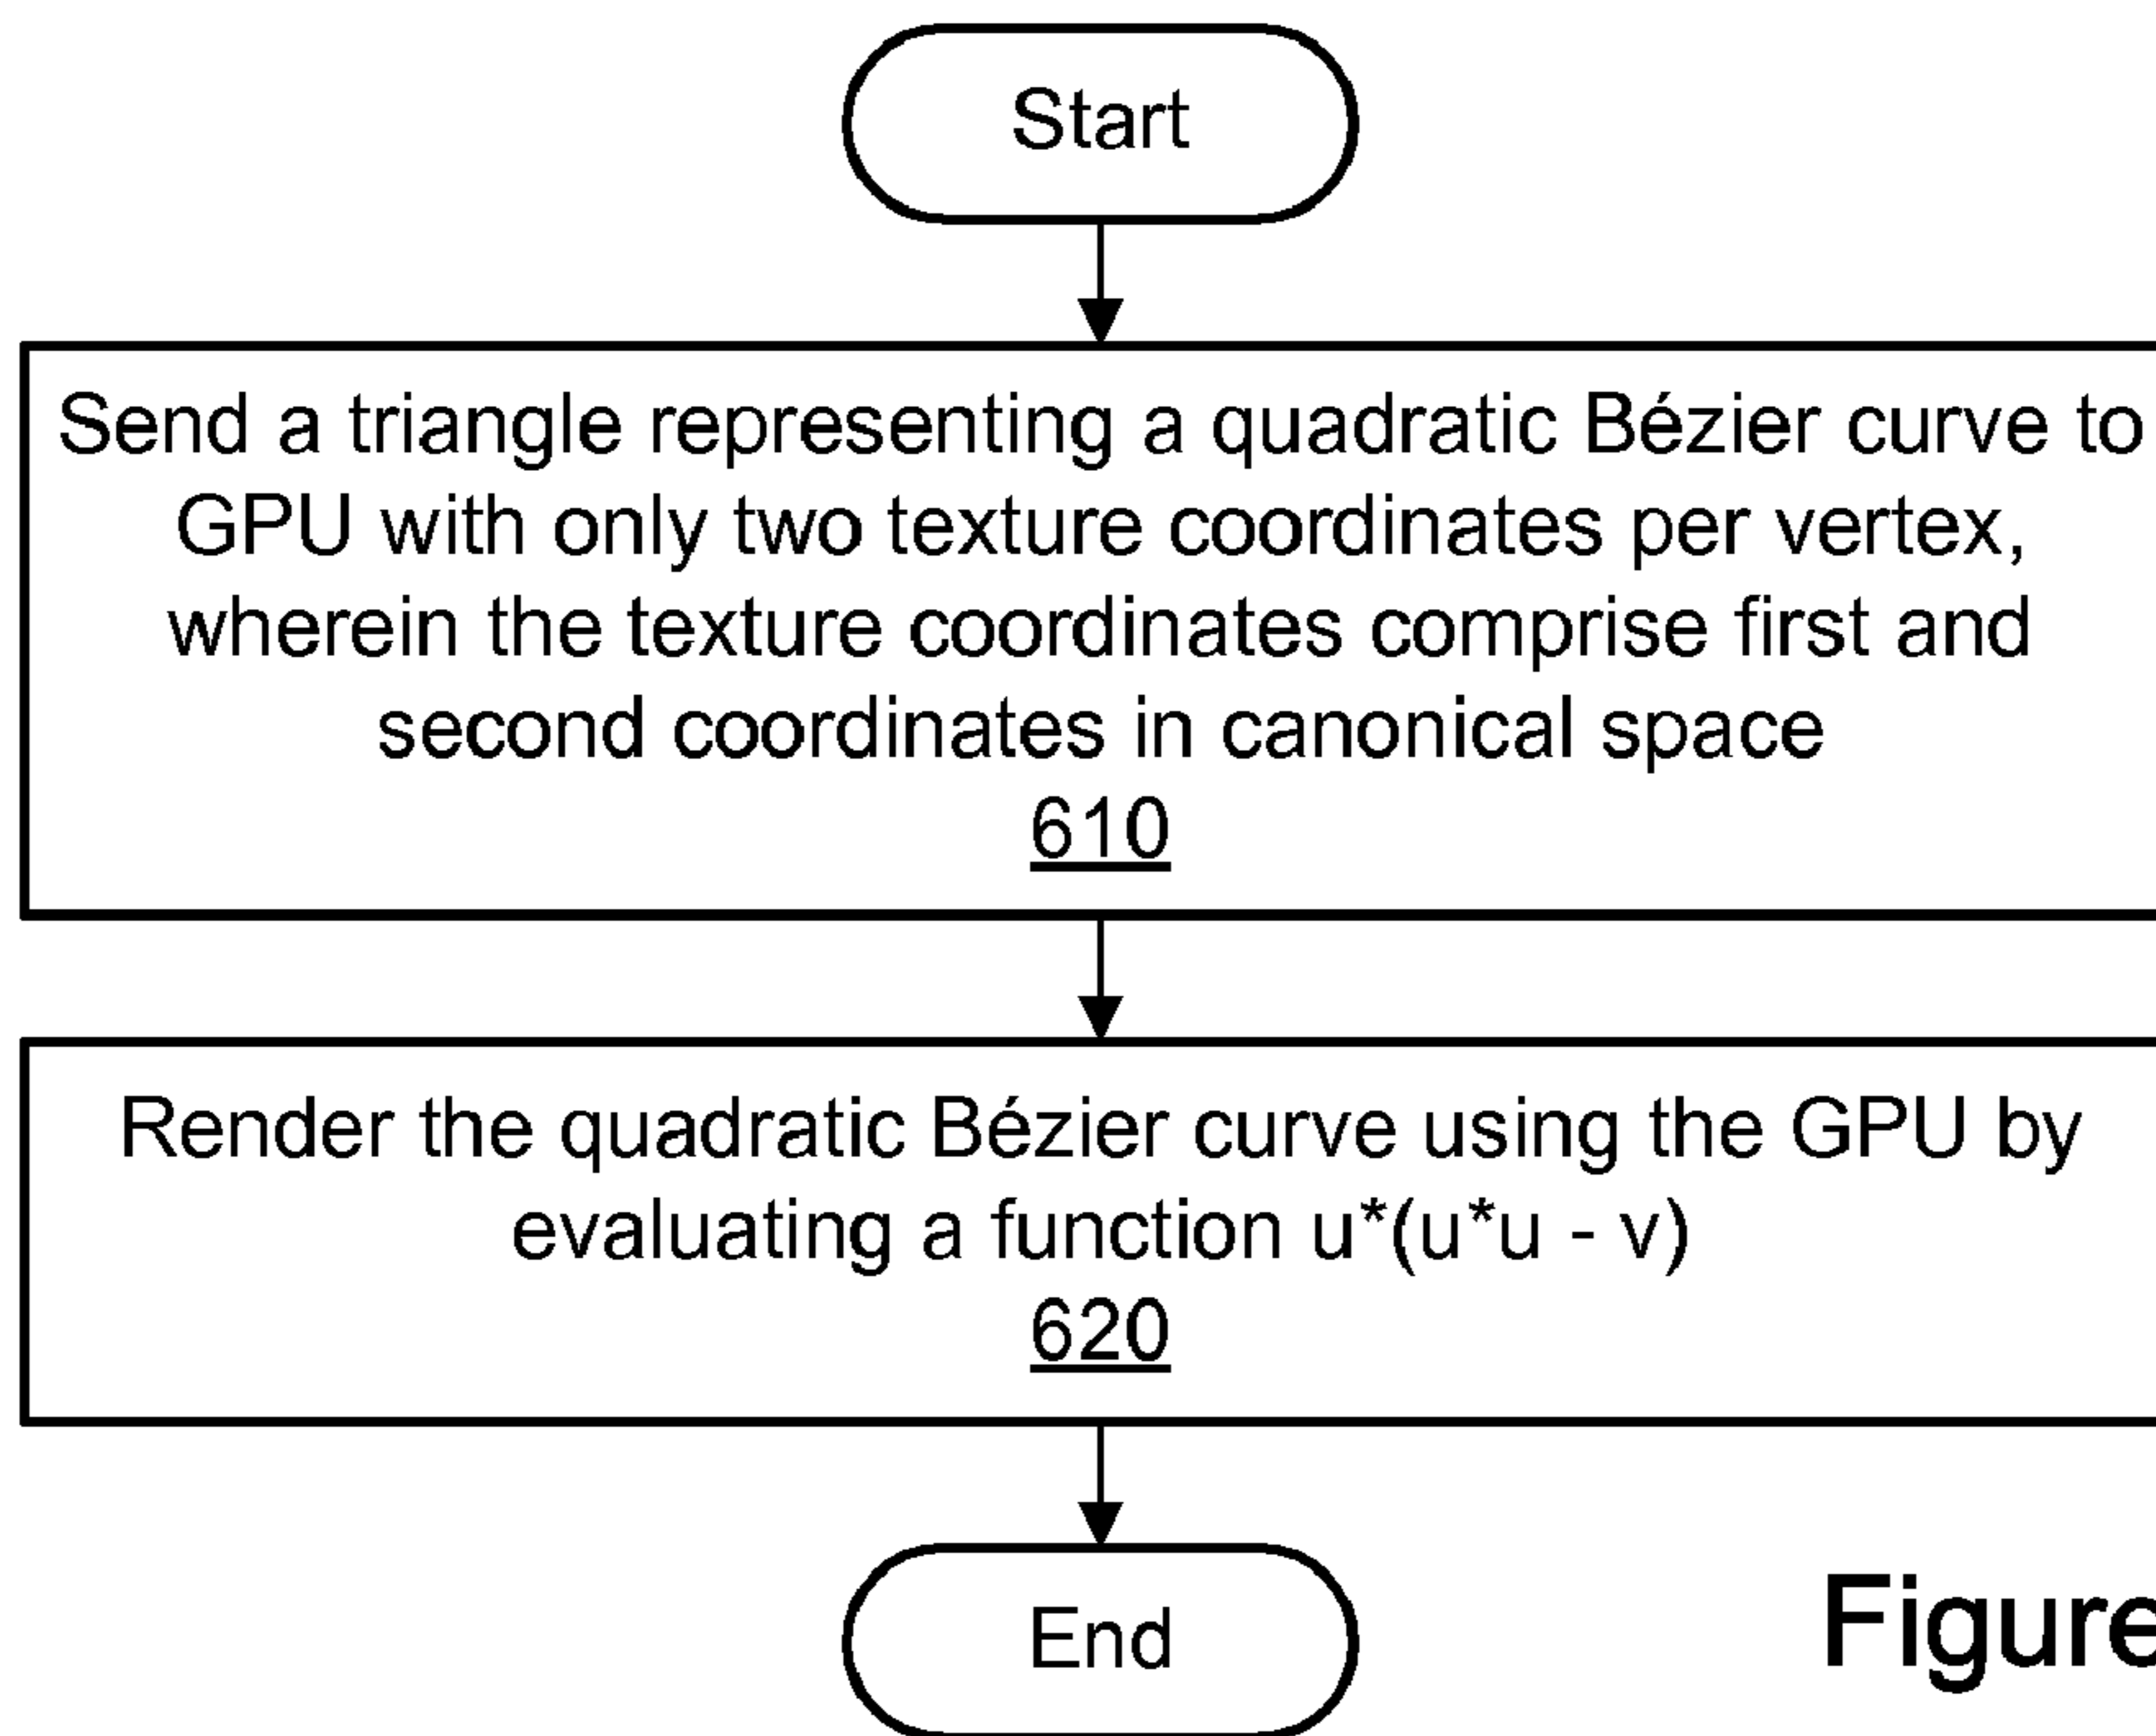 Start
Send a triangle representing a quadratic Bézier curve to
GPU with only two texture coordinates per vertex,
wherein the texture coordinates comprise first and
second coordinates in canonical space
610
Render the quadratic Bézier curve using the GPU by
evaluating a function u*(u*u - v)
620
End
Figure